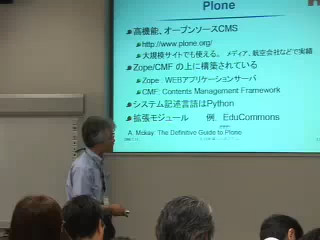 Plone
高機能、オープンソースCMS
http://www.plone.org/
大規模サイトでも使える。 メディア、航空会社などで実績
Zope/CMF の上に構築されている
Zope : WEBアプリケーションサーバ
CMF: Contents Management Framework
システム記述言語はPython
拡張モジュール 例. EduCommons
A. Mckay: The Definitive Guide to Plone